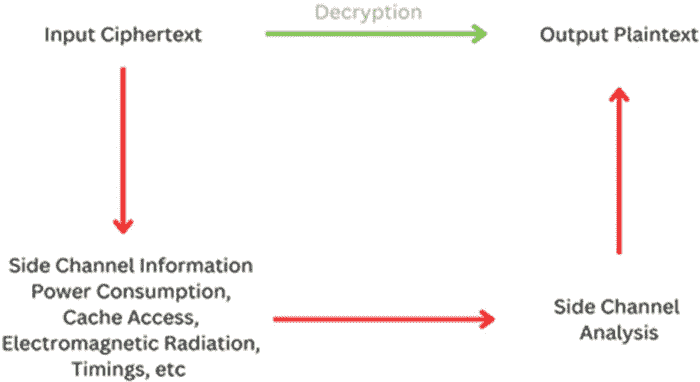 Decryption
Input Ciphertext
Output Plaintext
Side Channel Information
Power Consumption,
Cache Access,
Electromagnetic Radiation,
Timings, etc
Side Channel
Analysis